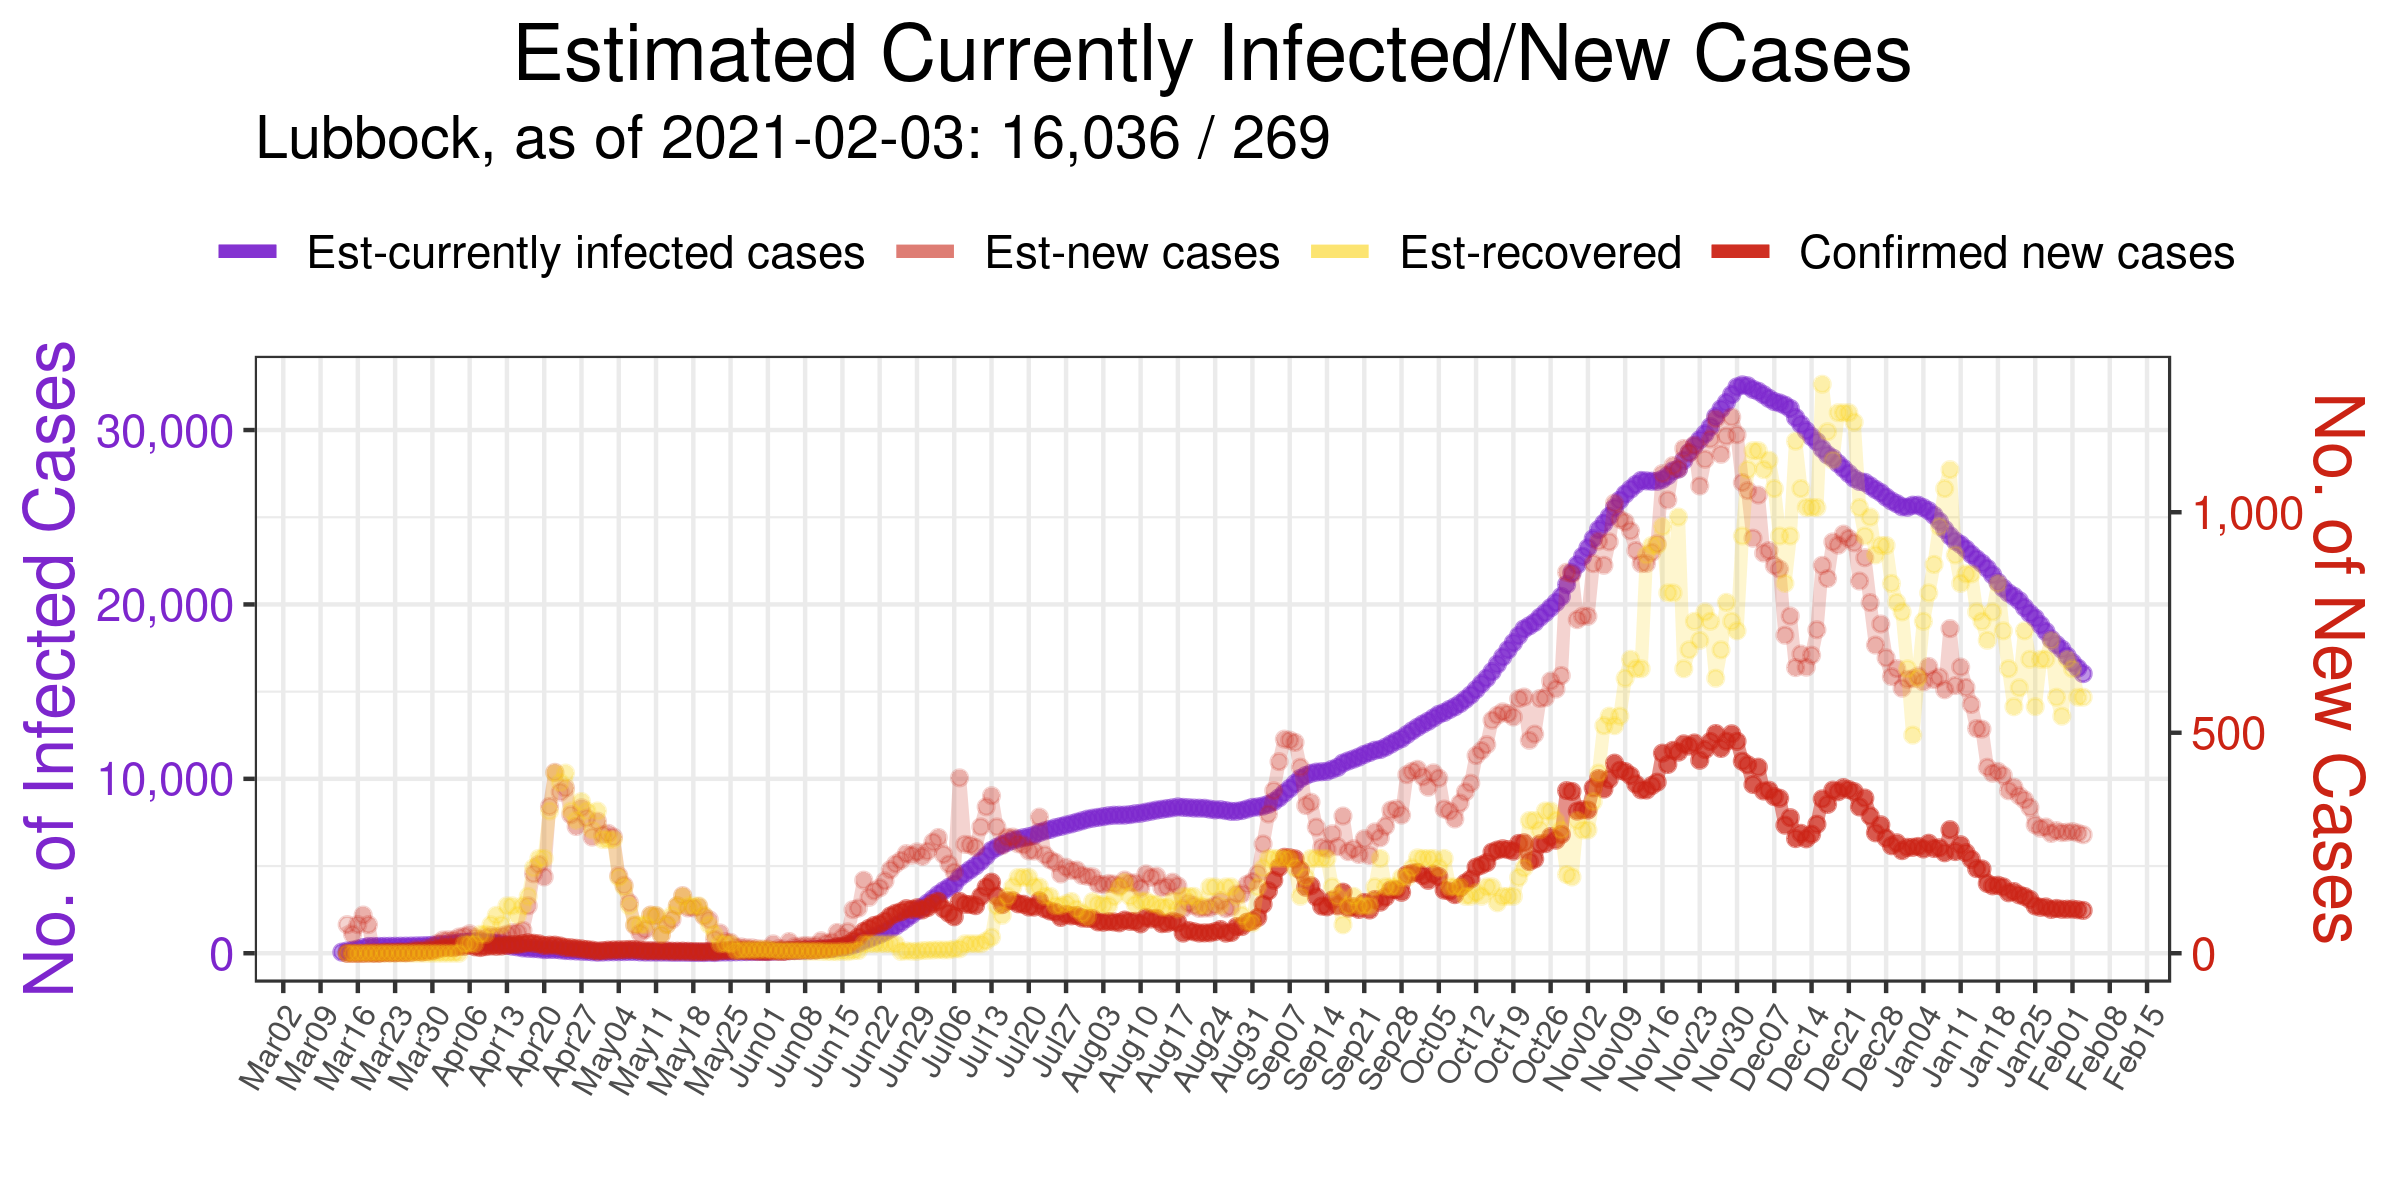 Estimated Currently Infected/New Cases
Lubbock, as of 2021-02-03: 16,036 / 269
Est-currently infected cases Est-new cases Est-recovered Confirmed new cases
No. of Infected Cases
30,000
20,000
10,000
0
No. of New Cases
1,000
500
0
Mar02 Mar09 Mar16 Mar23 Mar30 Apr06 Apr13 Apr20 Apr27 May04 May11 May18 May25 Jun01 Jun08 Jun15 Jun22 Jun29 Jul06 Jul13 Jul20 Jul27 Aug03 Aug10 Aug17 Aug24 Aug31 Sep07 Sep14 Sep21 Sep28 Oct05 Oct12 Oct19 Oct26 Nov02 Nov09 Nov16 Nov23 Nov30 Dec07 Dec14 Dec21 Dec28 Jan04 Jan11 Jan18 Jan25 Feb01 Feb08 Feb15